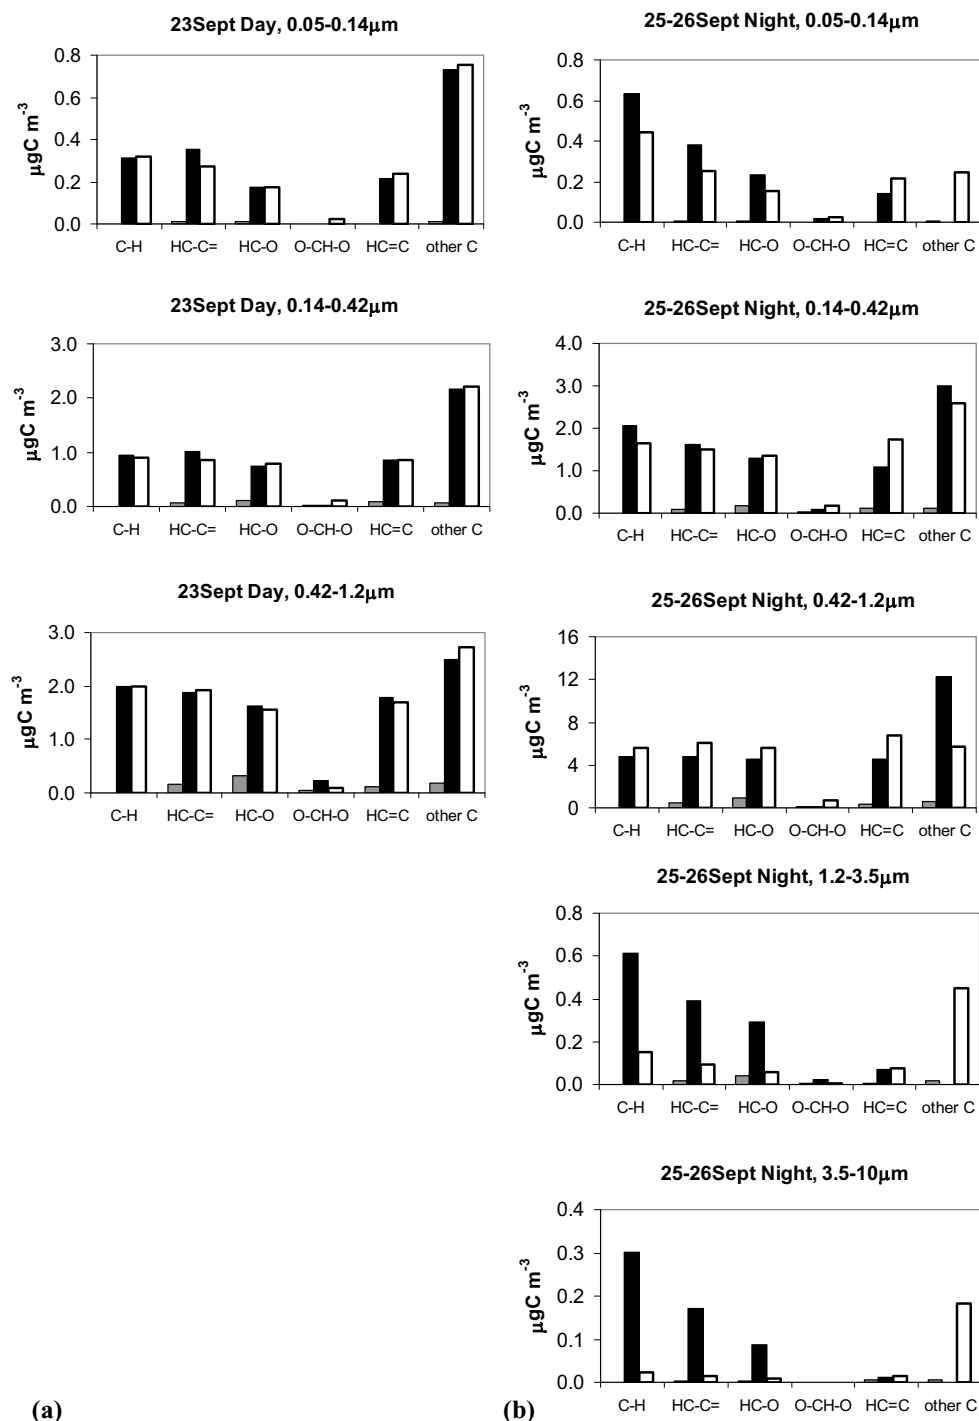 23Sept Day, 0.05-0.14µm
0.8
0.6
0.4
0.2
0.0
µgC m-3
C-H HC-C= HC-O O-CH-O HC=C other C
23Sept Day, 0.14-0.42µm
3.0
2.0
1.0
0.0
µgC m-3
C-H HC-C= HC-O O-CH-O HC=C other C
23Sept Day, 0.42-1.2µm
3.0
2.0
1.0
0.0
µgC m-3
C-H HC-C= HC-O O-CH-O HC=C other C
(a)
25-26Sept Night, 0.05-0.14µm
0.8
0.6
0.4
0.2
0.0
µgC m-3
C-H HC-C= HC-O O-CH-O HC=C other C
25-26Sept Night, 0.14-0.42µm
4.0
3.0
2.0
1.0
0.0
µgC m-3
C-H HC-C= HC-O O-CH-O HC=C other C
25-26Sept Night, 0.42-1.2µm
16
12
8
4
0
µgC m-3
C-H HC-C= HC-O O-CH-O HC=C other C
25-26Sept Night, 1.2-3.5µm
0.8
0.6
0.4
0.2
0.0
µgC m-3
C-H HC-C= HC-O O-CH-O HC=C other C
25-26Sept Night, 3.5-10µm
0.4
0.3
0.2
0.1
0.0
µgC m-3
C-H HC-C= HC-O O-CH-O HC=C other C
(b)